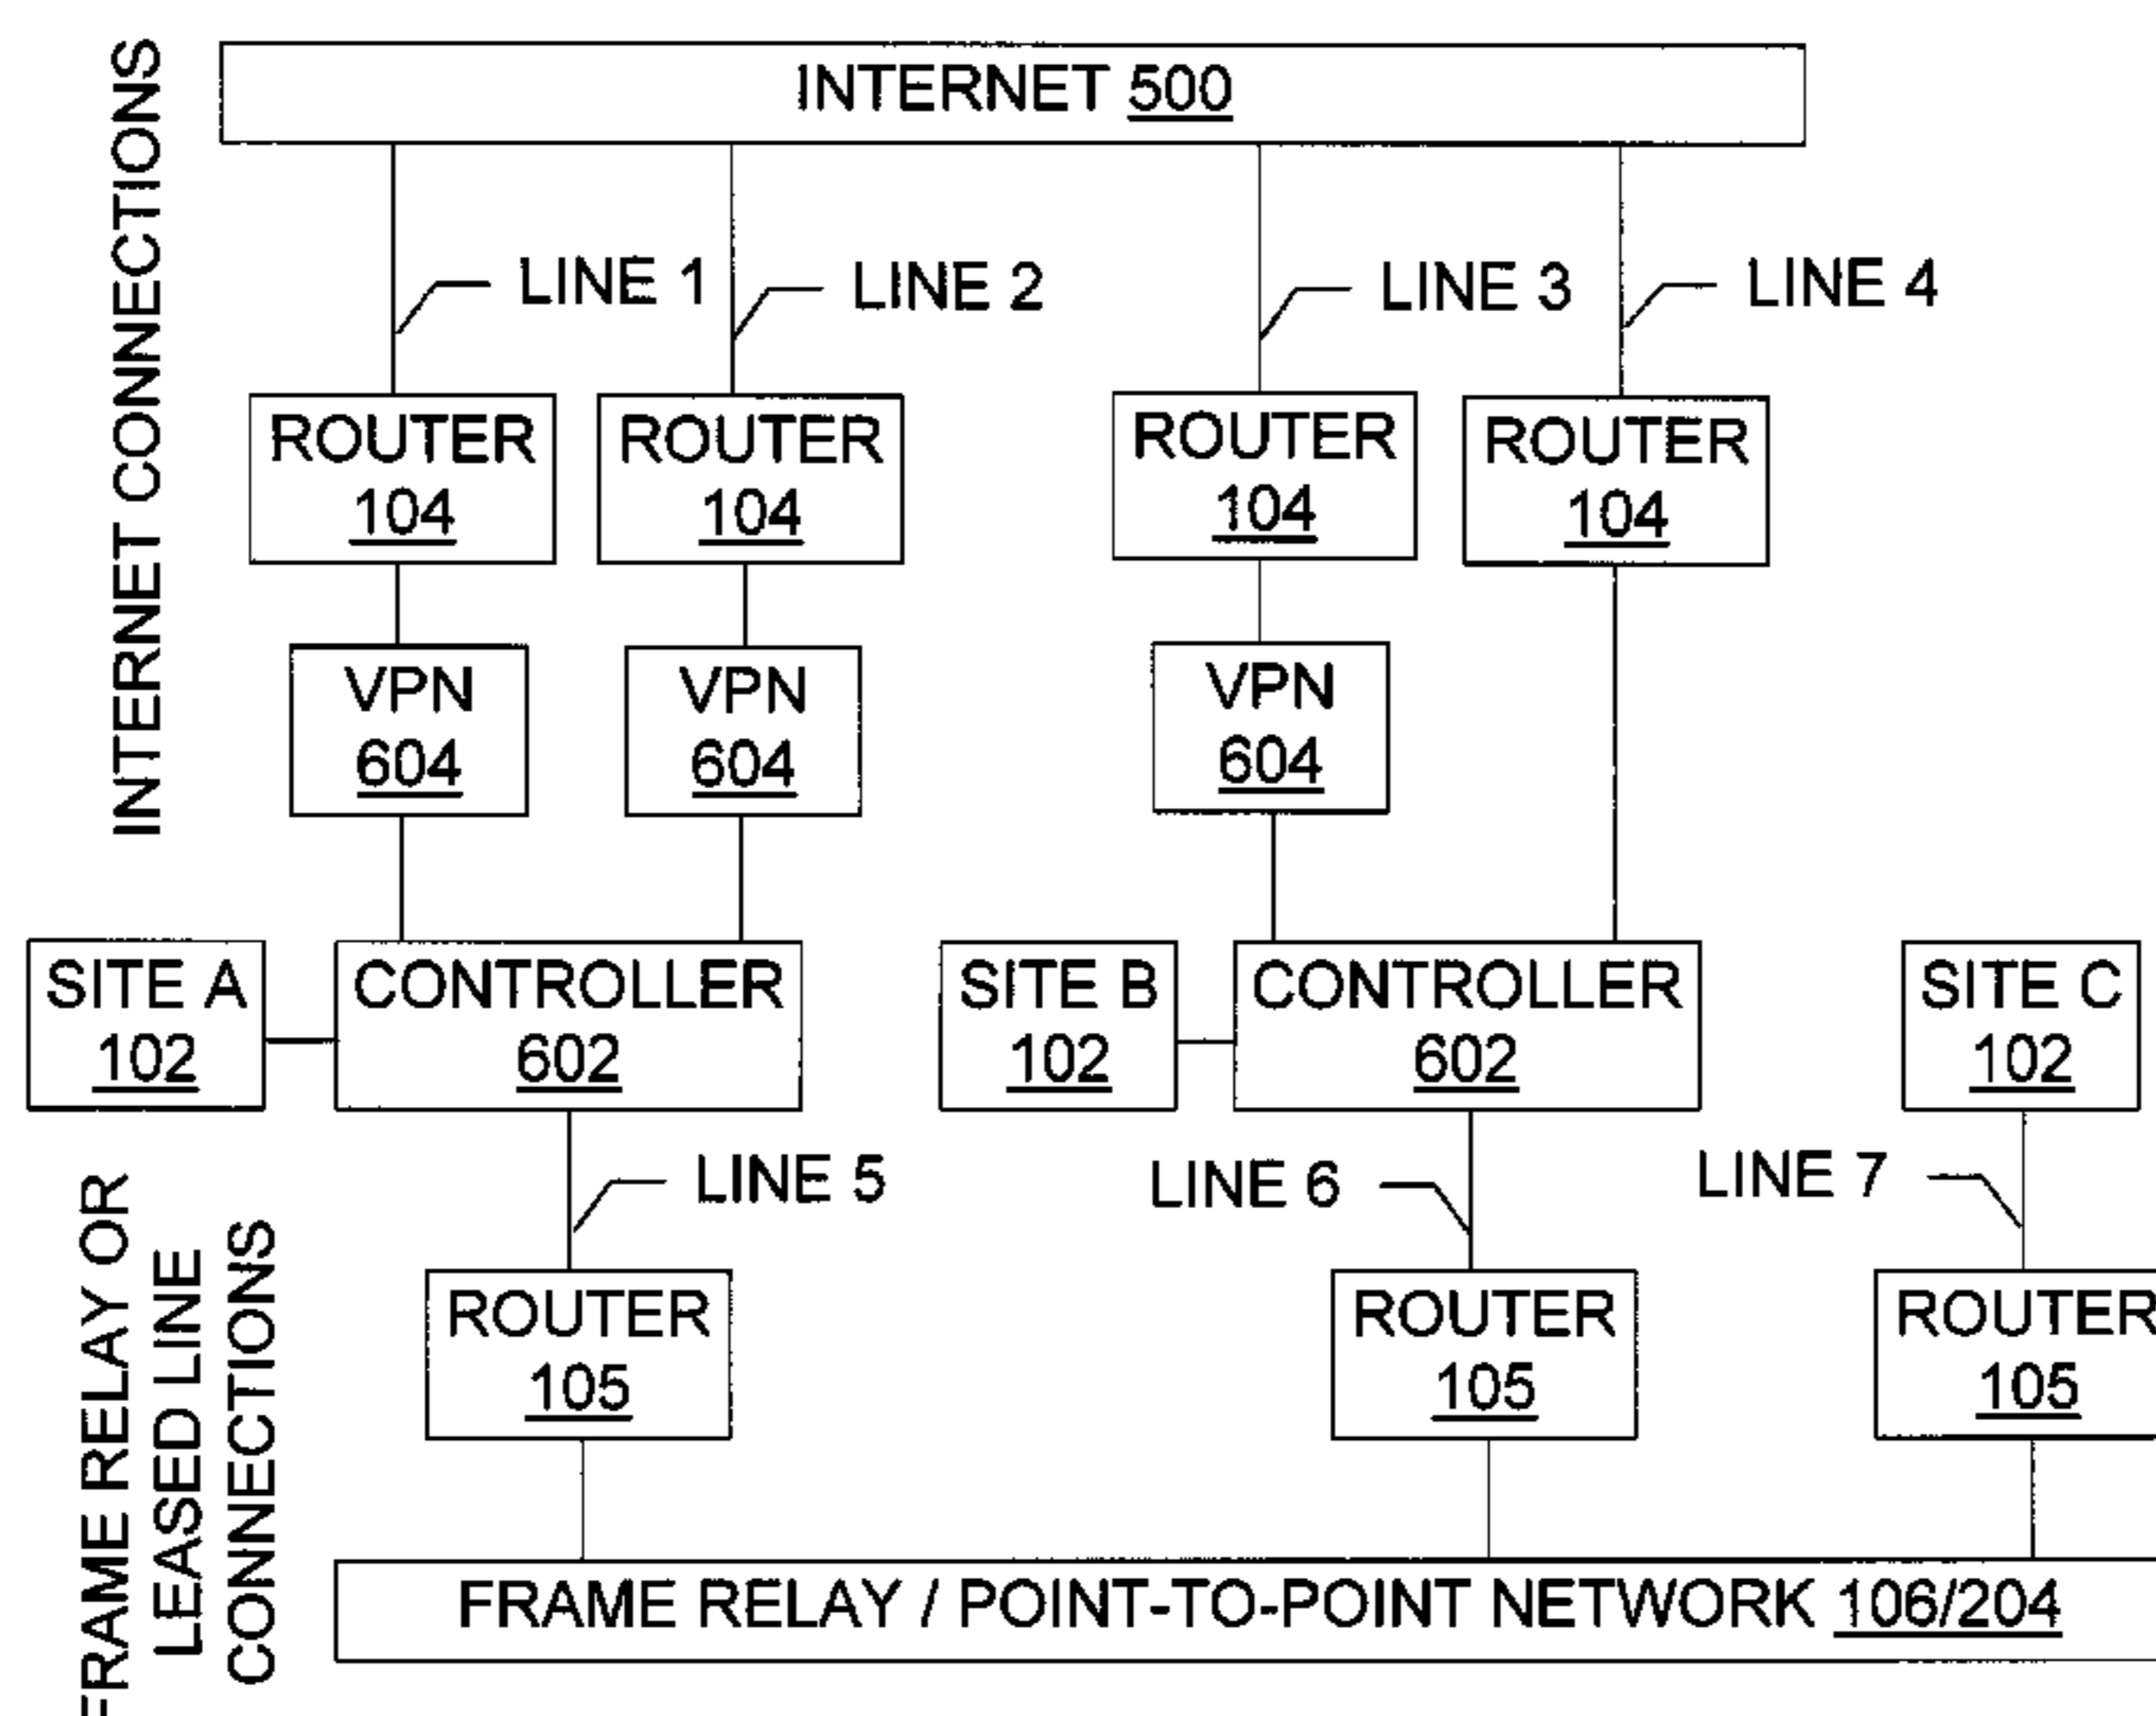 INTERNET CONNECTIONS
INTERNET 500
LINE 1
LINE 2
LINE 3
LINE 4
ROUTER
104
ROUTER
104
ROUTER
104
ROUTER
104
VPN
604
VPN
604
VPN
604
SITE A
102
CONTROLLER
602
SITE B
102
CONTROLLER
602
SITE C
102
FRAME RELAY OR
LEASED LINE
CONNECTIONS
LINE 5
LINE 6
LINE 7
ROUTER
105
ROUTER
105
ROUTER
105
FRAME RELAY / POINT-TO-POINT NETWORK 106/204